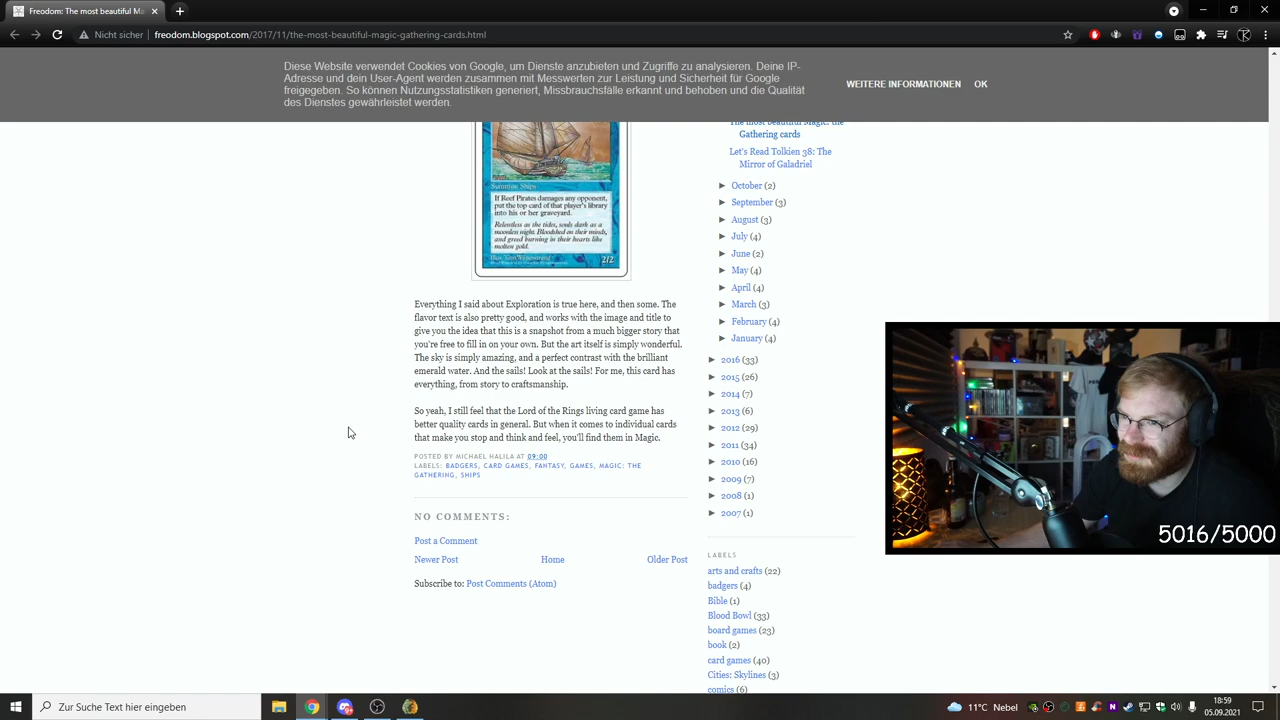 Freodom: The most beautiful Ma
Nicht sicher
freodom.blogspot.com/2017/11/the-most-beautiful-magic-gathering-cards.html
Diese Website verwendet Cookies von Google, um Dienste anzubieten und Zugriffe zu analysieren. Deine IP-
Adresse und dein User-Agent werden zusammen mit Messwerten zur Leistung und Sicherheit für Google
freigegeben. So können Nutzungsstatistiken generiert, Missbrauchsfälle erkannt und behoben und die Qualität
des Dienstes gewährleistet werden.
WEITERE INFORMATIONEN OK
Summon Ships
If Reef Pirates damages any opponent,
put the top card of that player's library
into his or her graveyard.
Relentless as the tides, souls dark as a
moonless night. Bloodshed on their minds,
and greed burning in their hearts like
molten gold.
Illus. Tom Wänerstrand
2/2
Everything I said about Exploration is true here, and then some. The
flavor text is also pretty good, and works with the image and title to
give you the idea that this is a snapshot from a much bigger story that
you're free to fill in on your own. But the art itself is simply wonderful.
The sky is simply amazing, and a perfect contrast with the brilliant
emerald water. And the sails! Look at the sails! For me, this card has
everything, from story to craftsmanship.
So yeah, I still feel that the Lord of the Rings living card game has
better quality cards in general. But when it comes to individual cards
that make you stop and think and feel, you'll find them in Magic.
POSTED BY MICHAEL HALILA AT 09:00
LABELS: BADGERS, CARD GAMES, FANTASY, GAMES, MAGIC: THE
GATHERING, SHIPS
NO COMMENTS:
Post a Comment
Newer Post Home Older Post
Subscribe to: Post Comments (Atom)
The most beautiful Magic: the
Gathering cards
Let's Read Tolkien 38: The
Mirror of Galadriel
► October (2)
► September (3)
► August (3)
► July (4)
► June (2)
► May (4)
► April (4)
► March (3)
► February (4)
► January (4)
► 2016 (33)
► 2015 (26)
► 2014 (7)
► 2013 (6)
► 2012 (29)
► 2011 (34)
► 2010 (16)
► 2009 (7)
► 2008 (1)
► 2007 (1)
LABELS
arts and crafts (22)
badgers (4)
Bible (1)
Blood Bowl (33)
board games (23)
book (2)
card games (40)
Cities: Skylines (3)
comics (6)
5016/5000
Zur Suche Text hier eingeben
11°C Nebel
18:59
05.09.2021